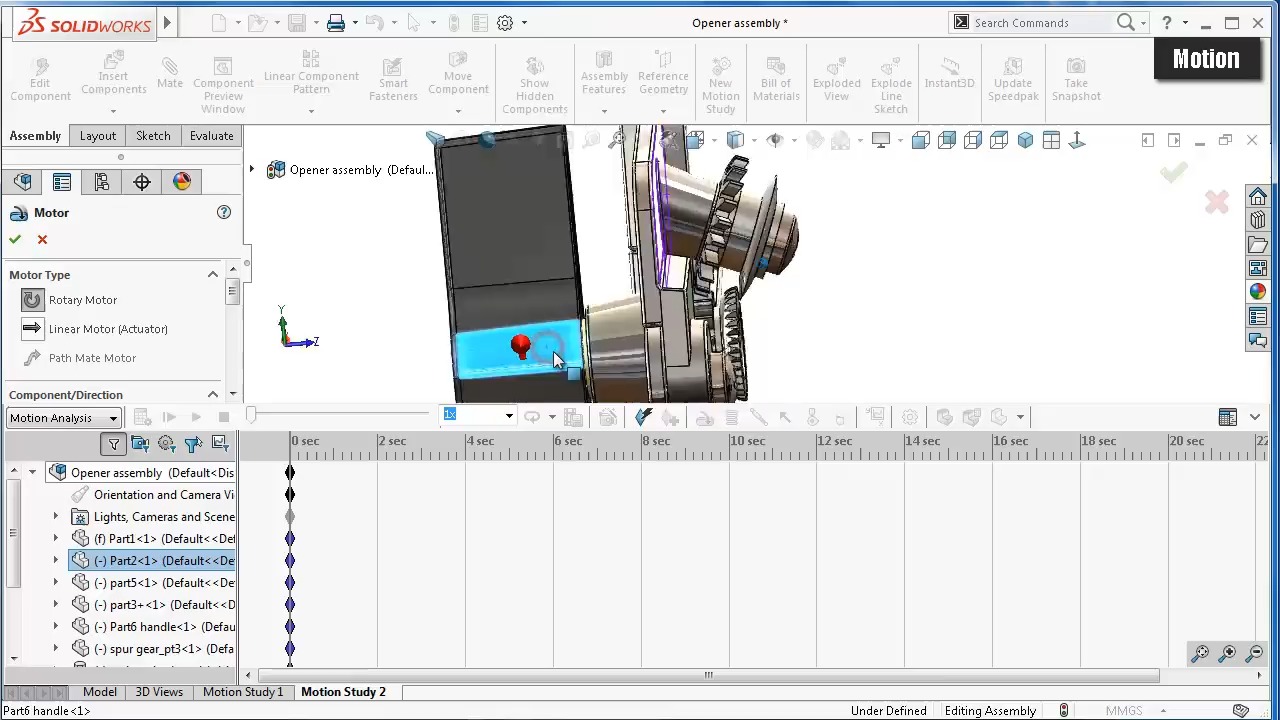 SOLIDWORKS
Opener assembly *
Search Commands
?
Motion
Edit Component
Insert Components
Mate
Component Preview Window
Linear Component Pattern
Smart Fasteners
Move Component
Show Hidden Components
Assembly Features
Reference Geometry
New Motion Study
Bill of Materials
Exploded View
Explode Line Sketch
Instant3D
Update Speedpak
Take Snapshot
Assembly Layout Sketch Evaluate
Opener assembly (Defaul...
Motor
?
Motor Type
Rotary Motor
Linear Motor (Actuator)
Path Mate Motor
Component/Direction
Y
Z
Motion Analysis
1x
0 sec 2 sec 4 sec 6 sec 8 sec 10 sec 12 sec 14 sec 16 sec 18 sec 20 sec 22
Opener assembly (Default<Dis
Orientation and Camera Vi
Lights, Cameras and Scene
(f) Part1<1> (Default<<Def
(-) Part2<1> (Default<<De
(-) part5<1> (Default<<De
(-) part3+<1> (Default<<D
(-) Part6 handle<1> (Defau
(-) spur gear_pt3<1> (Defa
Model 3D Views Motion Study 1 Motion Study 2
Part6 handle<1>
Under Defined Editing Assembly MMGS